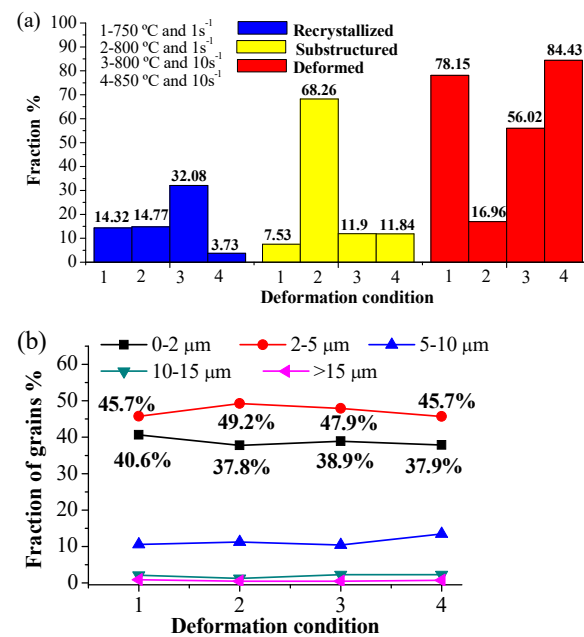 (a)
1-750 ºC and 1s-1
2-800 ºC and 1s-1
3-800 ºC and 10s-1
4-850 ºC and 10s-1
Recrystallized
Substructured
Deformed
Fraction %
100
90
80
70
60
50
40
30
20
10
0
14.32
14.77
32.08
3.73
7.53
68.26
11.9
11.84
78.15
16.96
56.02
84.43
1 2 3 4 1 2 3 4 1 2 3 4
Deformation condition
(b)
0-2 μm 2-5 μm 5-10 μm
10-15 μm >15 μm
Fraction of grains %
60
50
40
30
20
10
0
45.7% 49.2% 47.9% 45.7%
40.6% 37.8% 38.9% 37.9%
1 2 3 4
Deformation condition